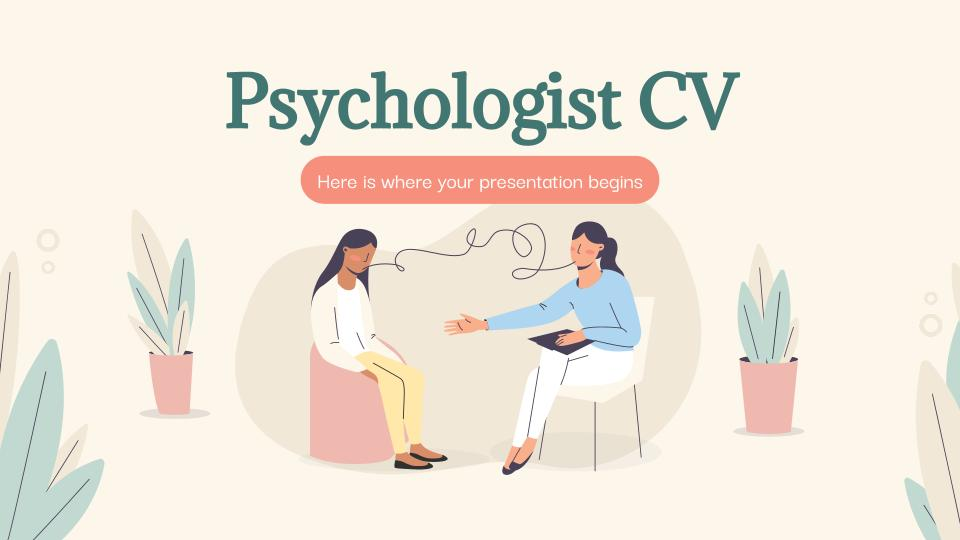 Psychologist CV
Here is where your presentation begins